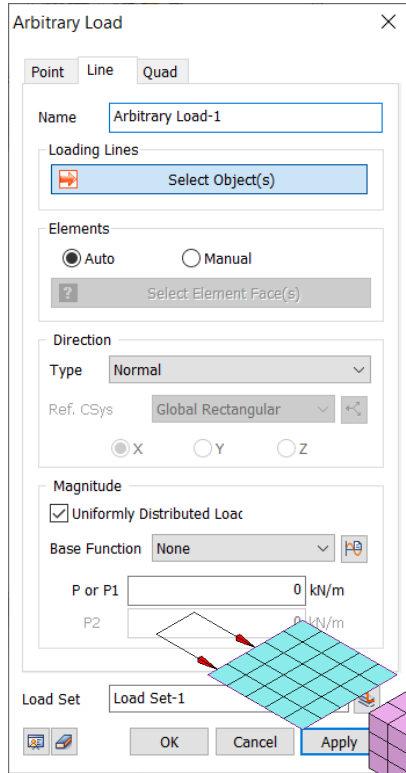 Arbitrary Load
Point Line Quad
Name Arbitrary Load-1
Loading Lines
Select Object(s)
Elements
Auto Manual
? Select Element Face(s)
Direction
Type Normal
Ref. CSys Global Rectangular
X Y Z
Magnitude
Uniformly Distributed Load
Base Function None
P or P1 0 kN/m
P2 0 kN/m
Load Set Load Set-1
OK Cancel Apply